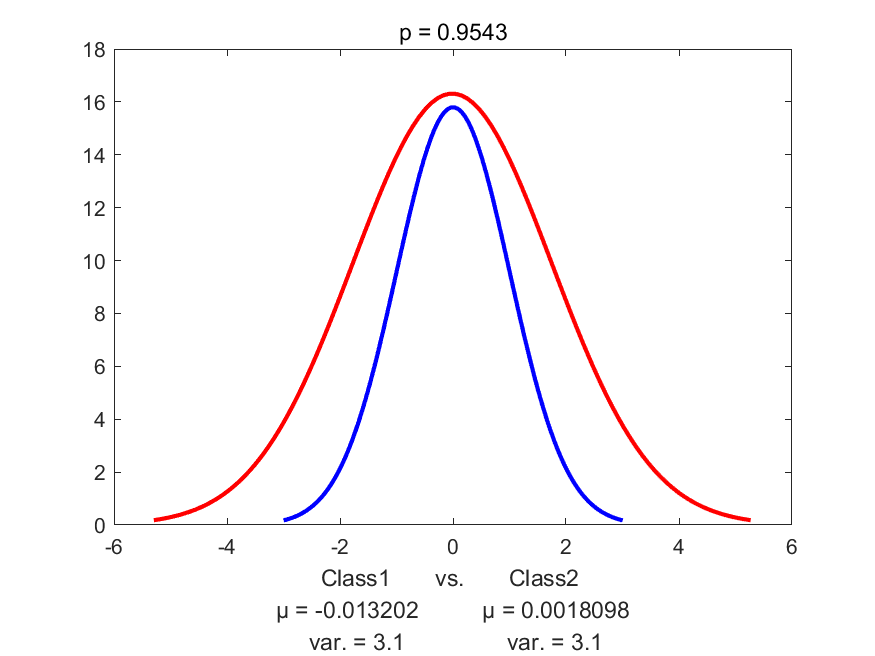 p = 0.9543
18
16
14
12
10
8
6
4
2
0
-6 -4 -2 0 2 4 6
Class1 vs. Class2
μ = -0.013202 μ = 0.0018098
var. = 3.1 var. = 3.1